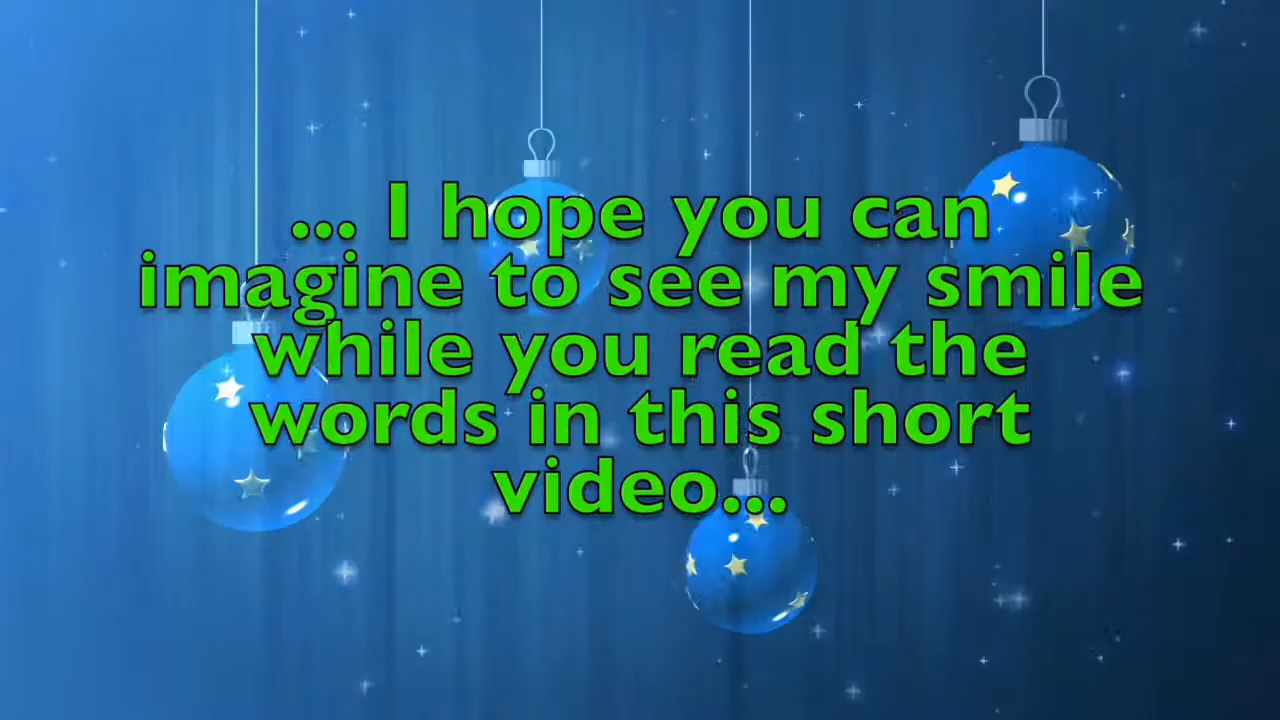 ... I hope you can
imagine to see my smile
while you read the
words in this short
video...